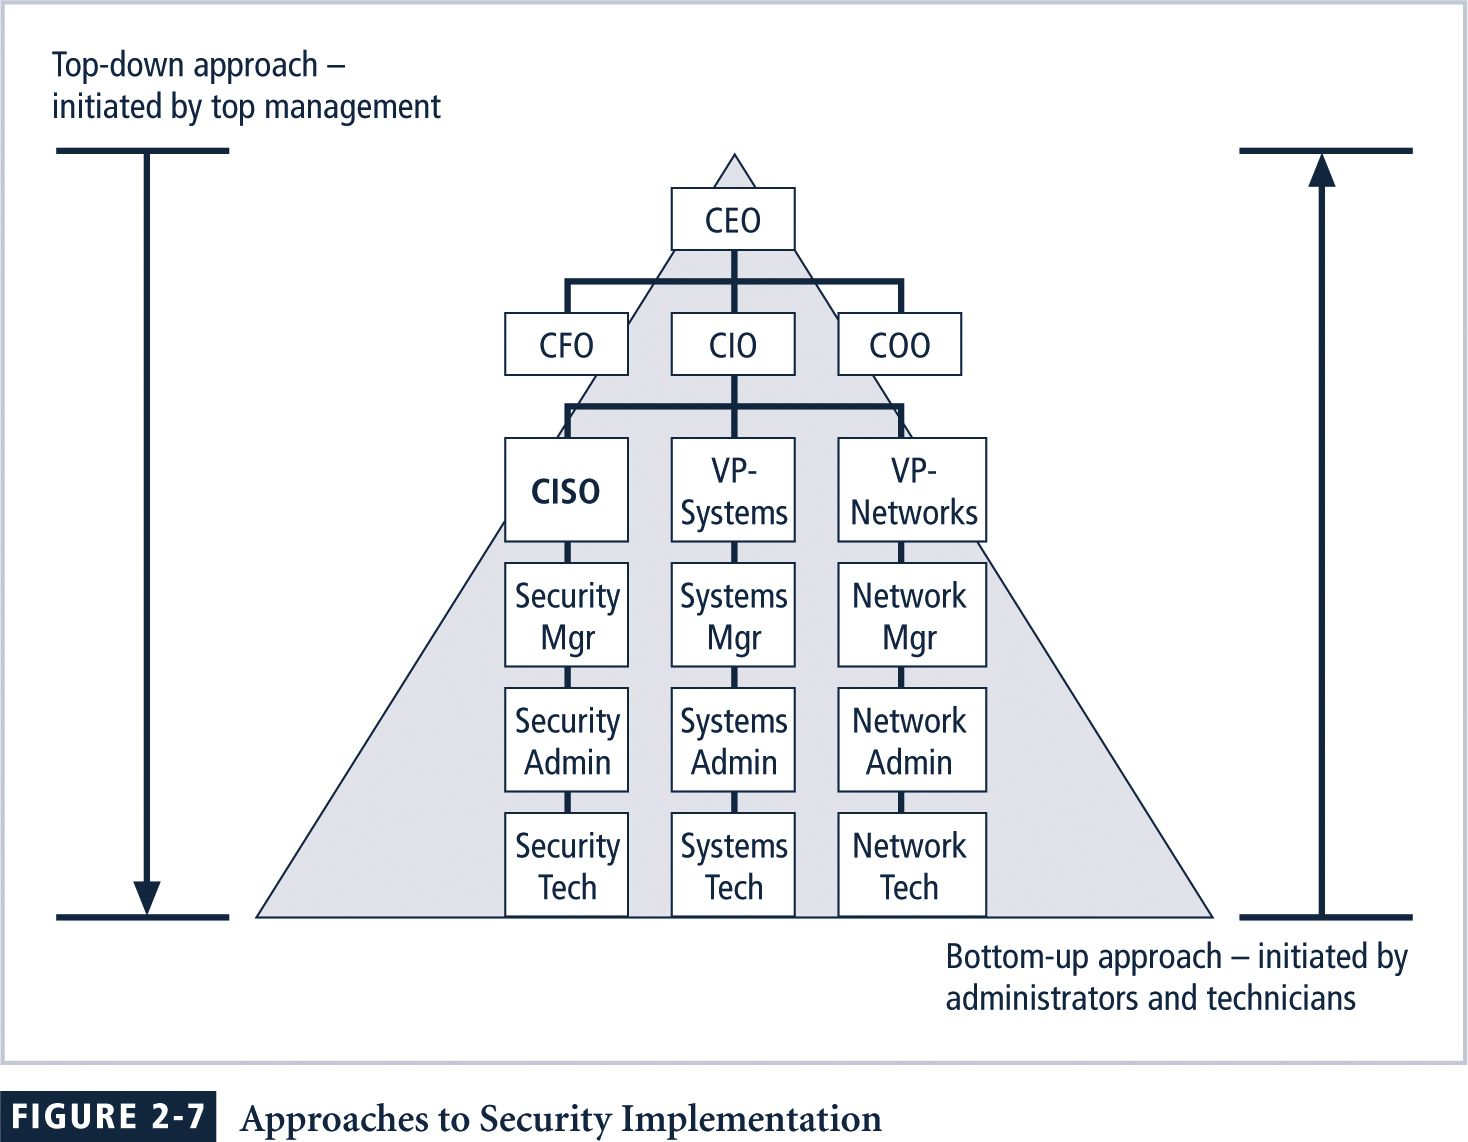 Top-down approach –
initiated by top management
CEO
CFO
CIO
COO
CISO
VP-
Systems
VP-
Networks
Security
Mgr
Systems
Mgr
Network
Mgr
Security
Admin
Systems
Admin
Network
Admin
Security
Tech
Systems
Tech
Network
Tech
Bottom-up approach – initiated by
administrators and technicians
FIGURE 2-7 Approaches to Security Implementation